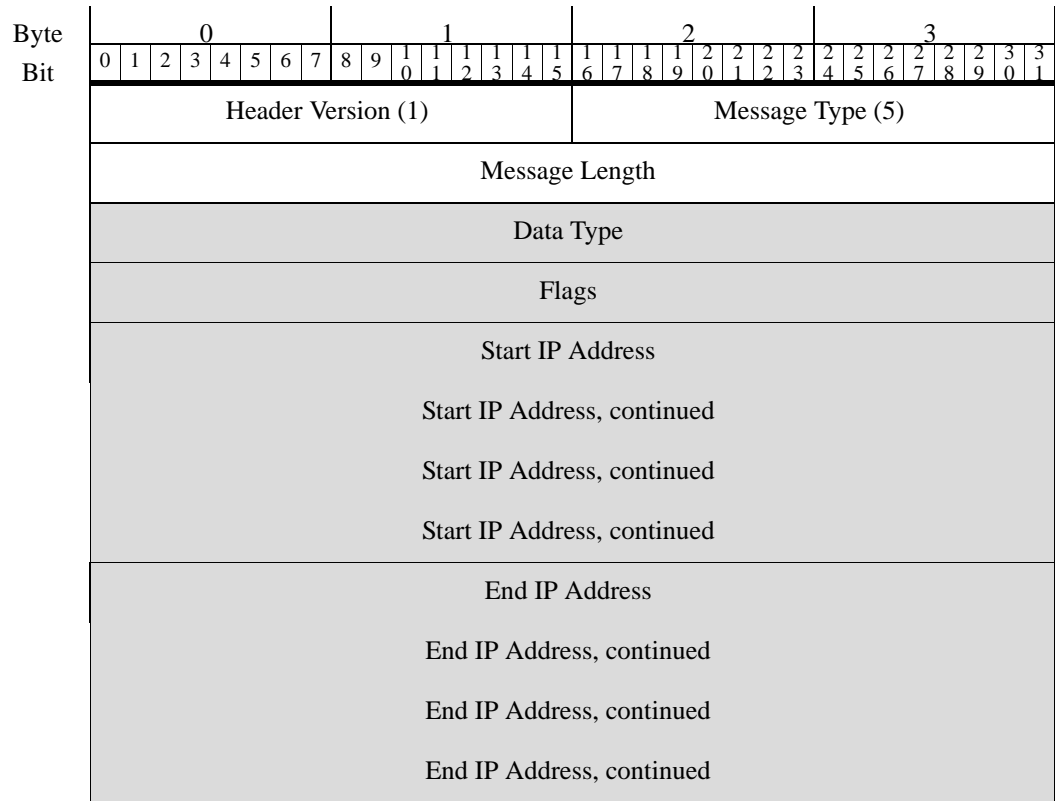 Byte 0 1 2 3
Bit 0 1 2 3 4 5 6 7 8 9 10 11 12 13 14 15 16 17 18 19 20 21 22 23 24 25 26 27 28 29 30 31
Header Version (1) Message Type (5)
Message Length
Data Type
Flags
Start IP Address
Start IP Address, continued
Start IP Address, continued
Start IP Address, continued
End IP Address
End IP Address, continued
End IP Address, continued
End IP Address, continued